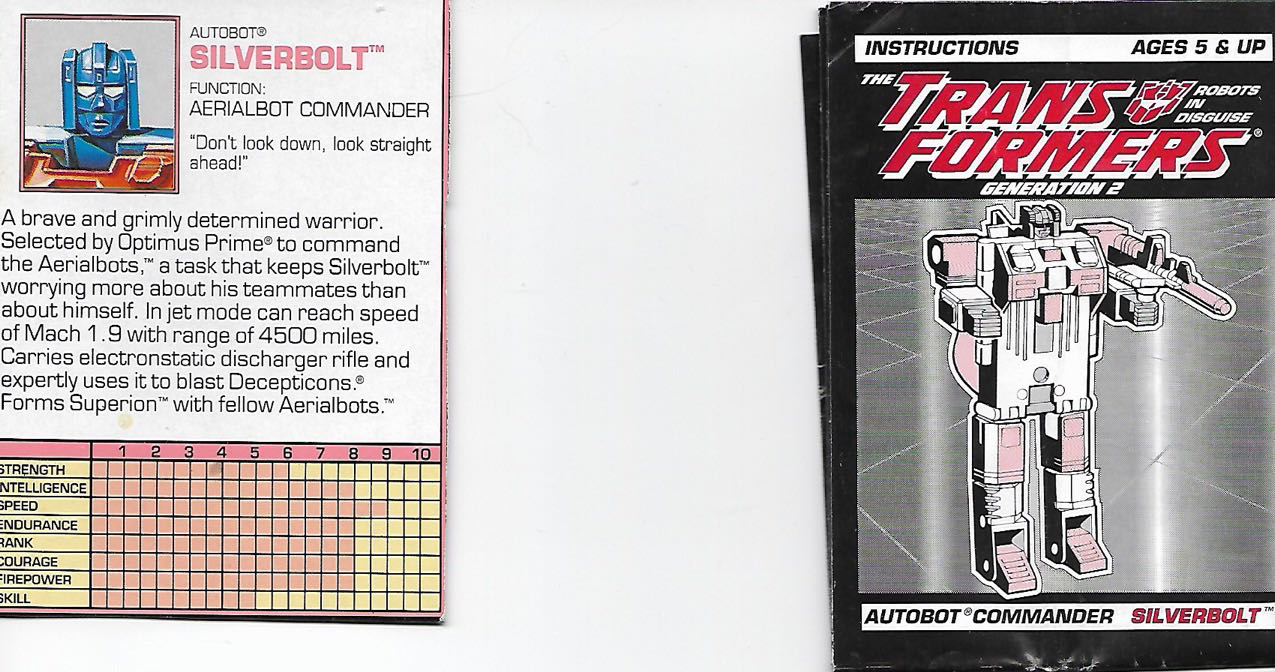 AUTOBOT®
SILVERBOLT™
FUNCTION:
AERIALBOT COMMANDER
"Don't look down, look straight
ahead!"
A brave and grimly determined warrior.
Selected by Optimus Prime® to command
the Aerialbots,™ a task that keeps Silverbolt™
worrying more about his teammates than
about himself. In jet mode can reach speed
of Mach 1.9 with range of 4500 miles.
Carries electronstatic discharger rifle and
expertly uses it to blast Decepticons.®
Forms Superion™ with fellow Aerialbots.™
1 2 3 4 5 6 7 8 9 10
STRENGTH
INTELLIGENCE
SPEED
ENDURANCE
RANK
COURAGE
FIREPOWER
SKILL
INSTRUCTIONS AGES 5 & UP
THE
TRANS
FORMERS®
ROBOTS
IN
DISGUISE
GENERATION 2
AUTOBOT® COMMANDER SILVERBOLT™